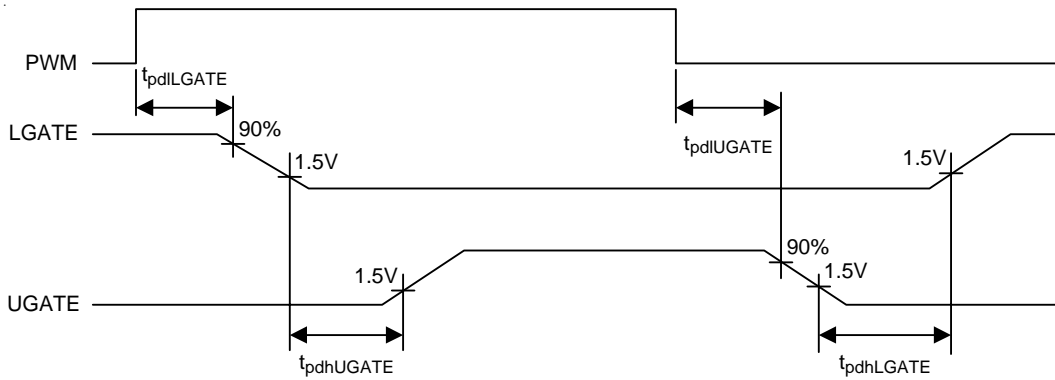 PWM
tpdlLGATE
LGATE
90%
1.5V
tpdlUGATE
1.5V
90%
1.5V
1.5V
UGATE
tpdhUGATE
tpdhLGATE